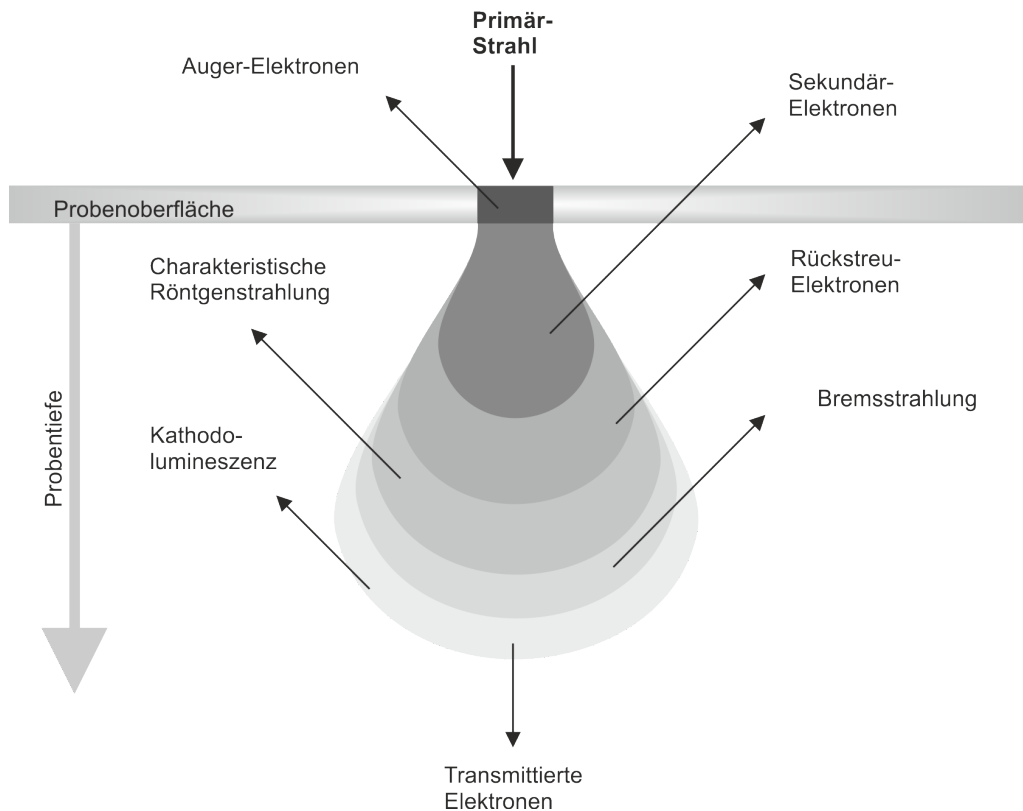 Primär-
Strahl
Auger-Elektronen
Sekundär-
Elektronen
Probenoberfläche
Charakteristische
Röntgenstrahlung
Rückstreu-
Elektronen
Probentiefe
Kathodo-
lumineszenz
Bremsstrahlung
Transmittierte
Elektronen